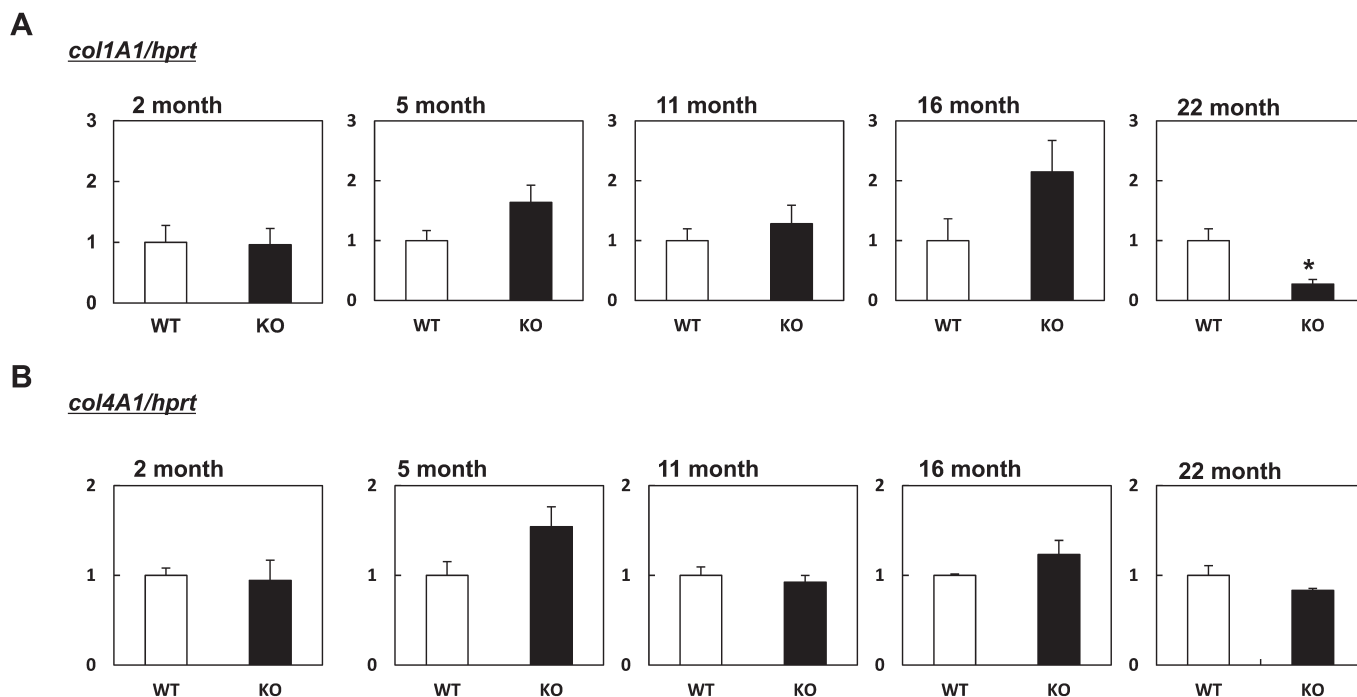 A
col1A1/hprt
2 month 5 month 11 month 16 month 22 month
3 3 3 3 3
2 2 2 2 2
1 1 1 1 1
0 0 0 0 0
*
WT KO WT KO WT KO WT KO WT KO
B
col4A1/hprt
2 month 5 month 11 month 16 month 22 month
2 2 2 2 2
1 1 1 1 1
0 0 0 0 0
WT KO WT KO WT KO WT KO WT KO